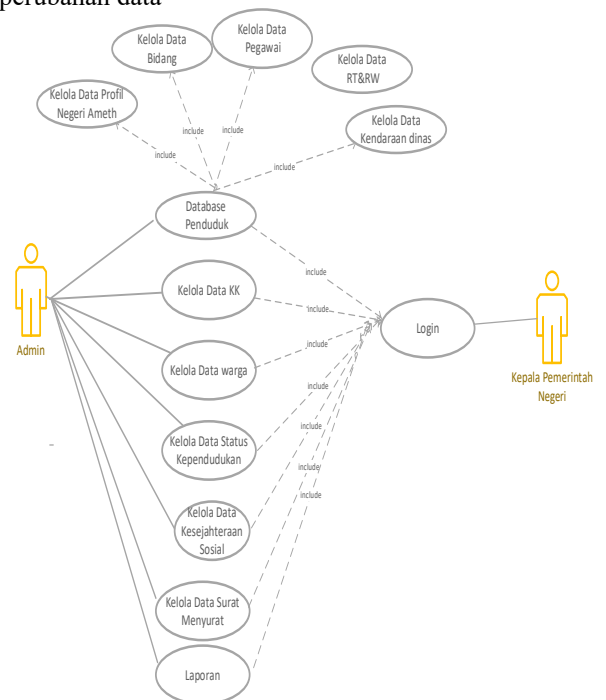 perubahan data
Kelola Data
Pegawai
Kelola Data
Bidang
Kelola Data
RT&RW
Kelola Data Profil
Negeri Ameth
Kelola Data
Kendaraan dinas
include
include
include
include
Database
Penduduk
include
Kelola Data KK
include
Login
Kelola Data warga
include
Admin
Kepala Pemerintah
Negeri
include
Kelola Data Status
Kependudukan
include
include
include
Kelola Data
Kesejahteraan
Sosial
Kelola Data Surat
Menyurat
Laporan